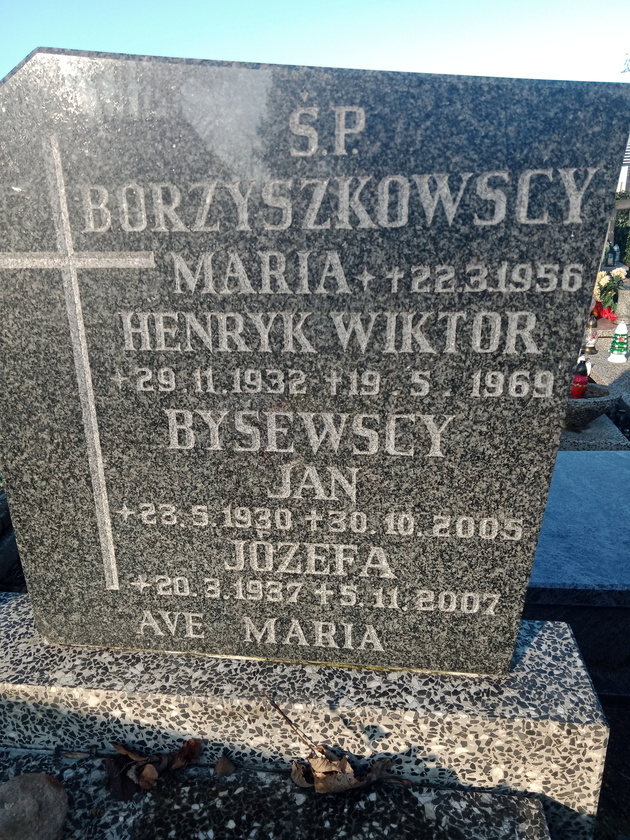 Ś.P.
BORZYSZKOWSCY
MARIA ✦ ✝ 22.3.1956
HENRYK WIKTOR
✦ 29.11.1932 ✝ 19 5. 1969
BYSEWSCY
JAN
✦ 23.5.1930 ✝ 30.10.2005
JÓZEFA
✦ 20.3.1937 ✝ 5.11.2007
AVE MARIA